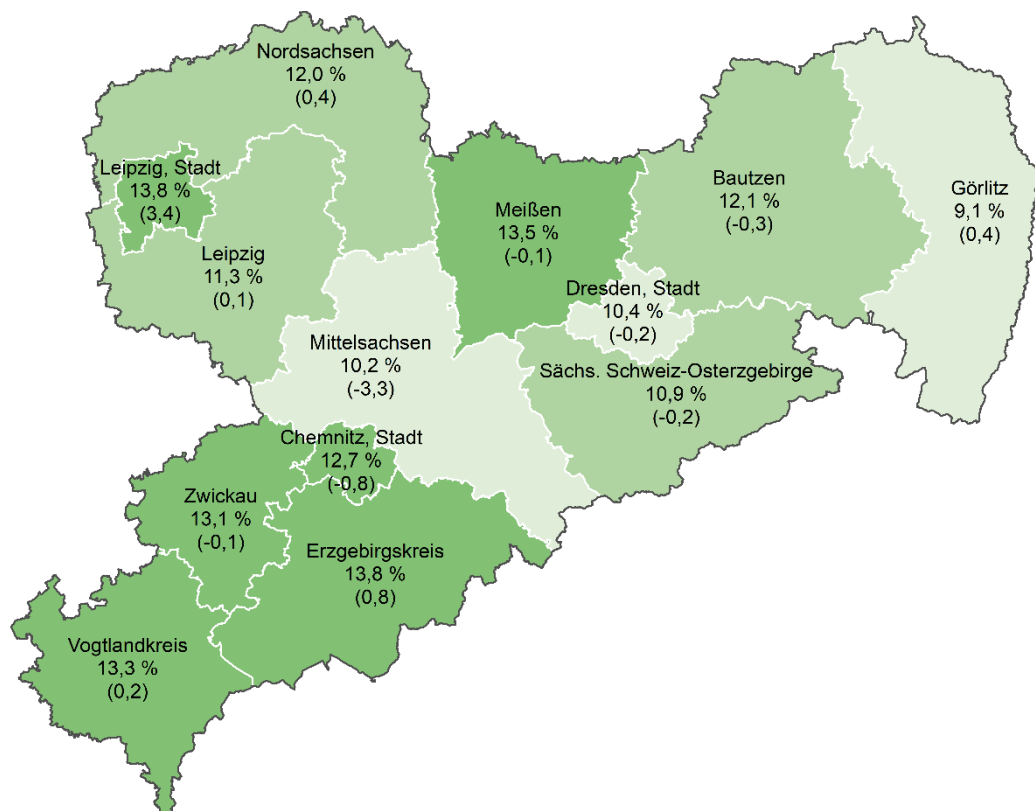 Nordsachsen
12,0 %
(0,4)
Leipzig, Stadt
13,8 %
(3,4)
Leipzig
11,3 %
(0,1)
Meißen
13,5 %
(-0,1)
Bautzen
12,1 %
(-0,3)
Görlitz
9,1 %
(0,4)
Dresden, Stadt
10,4 %
(-0,2)
Mittelsachsen
10,2 %
(-3,3)
Sächs. Schweiz-Osterzgebirge
10,9 %
(-0,2)
Chemnitz, Stadt
12,7 %
(-0,8)
Zwickau
13,1 %
(-0,1)
Erzgebirgskreis
13,8 %
(0,8)
Vogtlandkreis
13,3 %
(0,2)